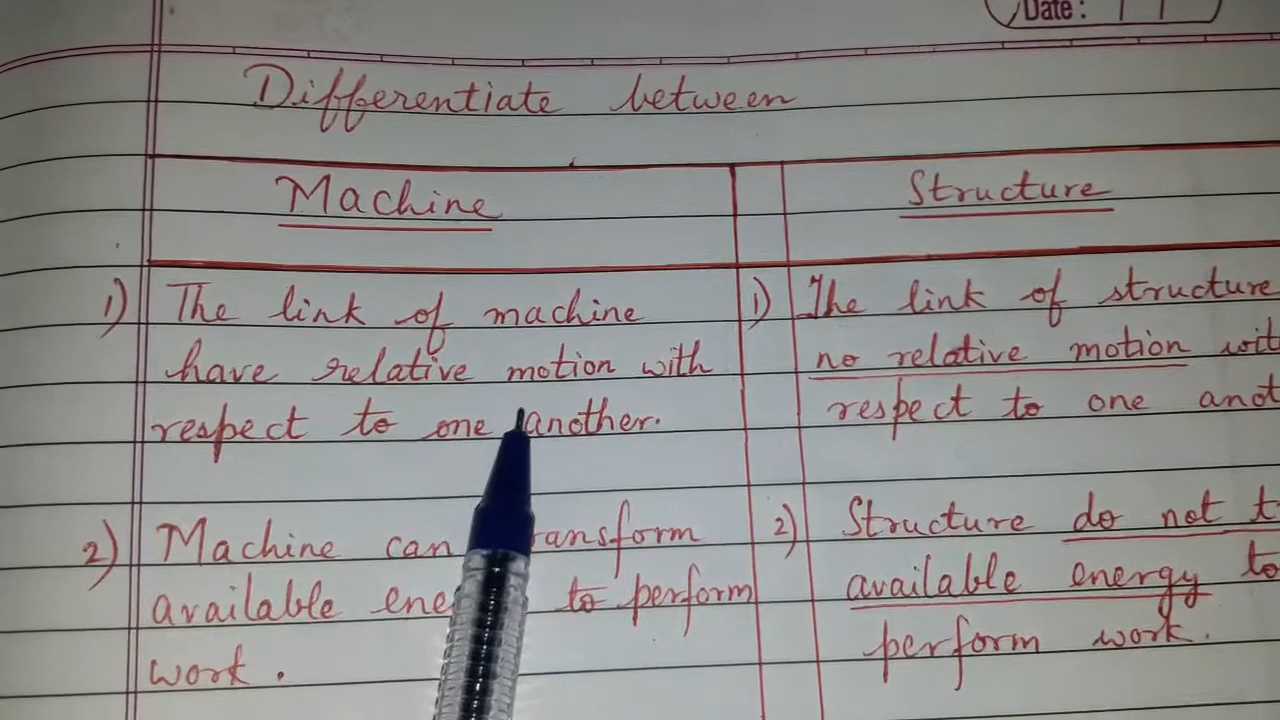 Date:
Differentiate between
Machine
Structure
1) The link of machine
have relative motion with
respect to one another.
1) The link of structure
no relative motion
respect to one
2) Machine can
available to perform
work.
2) Structure do not
available energy to
perform work.